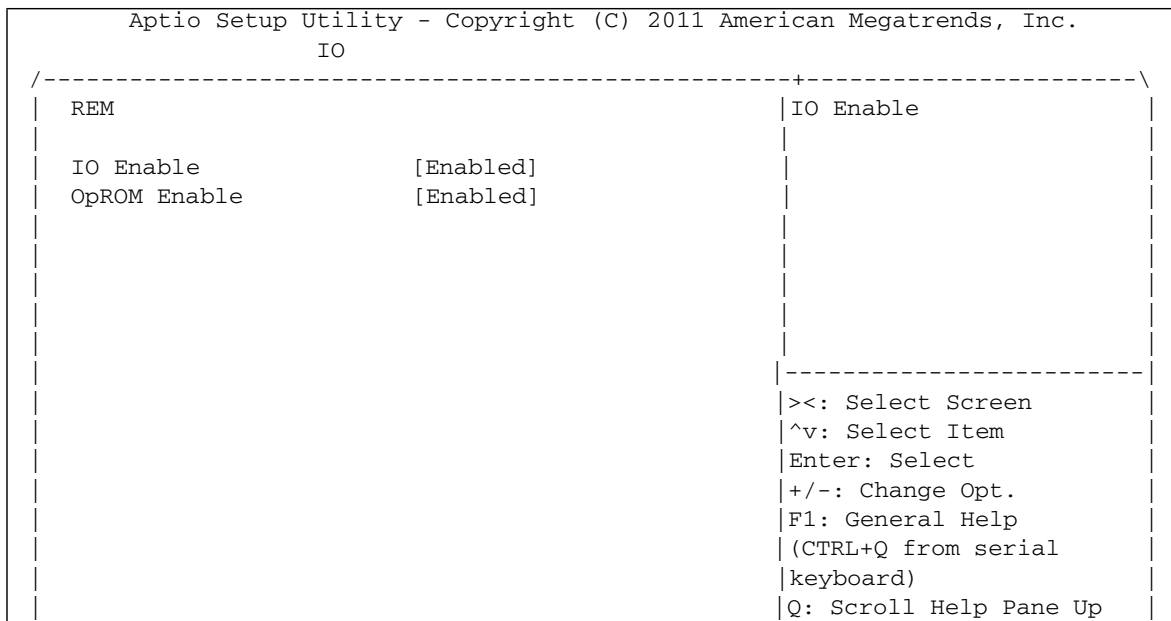 Aptio Setup Utility - Copyright (C) 2011 American Megatrends, Inc.
IO
/----------------------------------------------------+-----------------------\
| REM |IO Enable |
| | |
| IO Enable [Enabled] | |
| OpROM Enable [Enabled] | |
| | |
| | |
| | |
| | |
| | |
| |-------------------------|
| |><: Select Screen |
| |^v: Select Item |
| |Enter: Select |
| |+/-: Change Opt. |
| |F1: General Help |
| |(CTRL+Q from serial |
| |keyboard) |
| |Q: Scroll Help Pane Up |